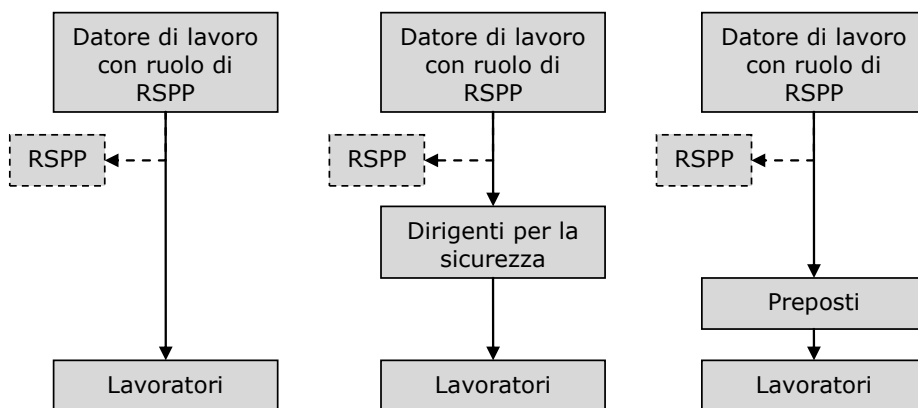 Datore di lavoro
con ruolo di
RSPP
Datore di lavoro
con ruolo di
RSPP
Datore di lavoro
con ruolo di
RSPP
RSPP
RSPP
RSPP
Dirigenti per la
sicurezza
Preposti
Lavoratori
Lavoratori
Lavoratori